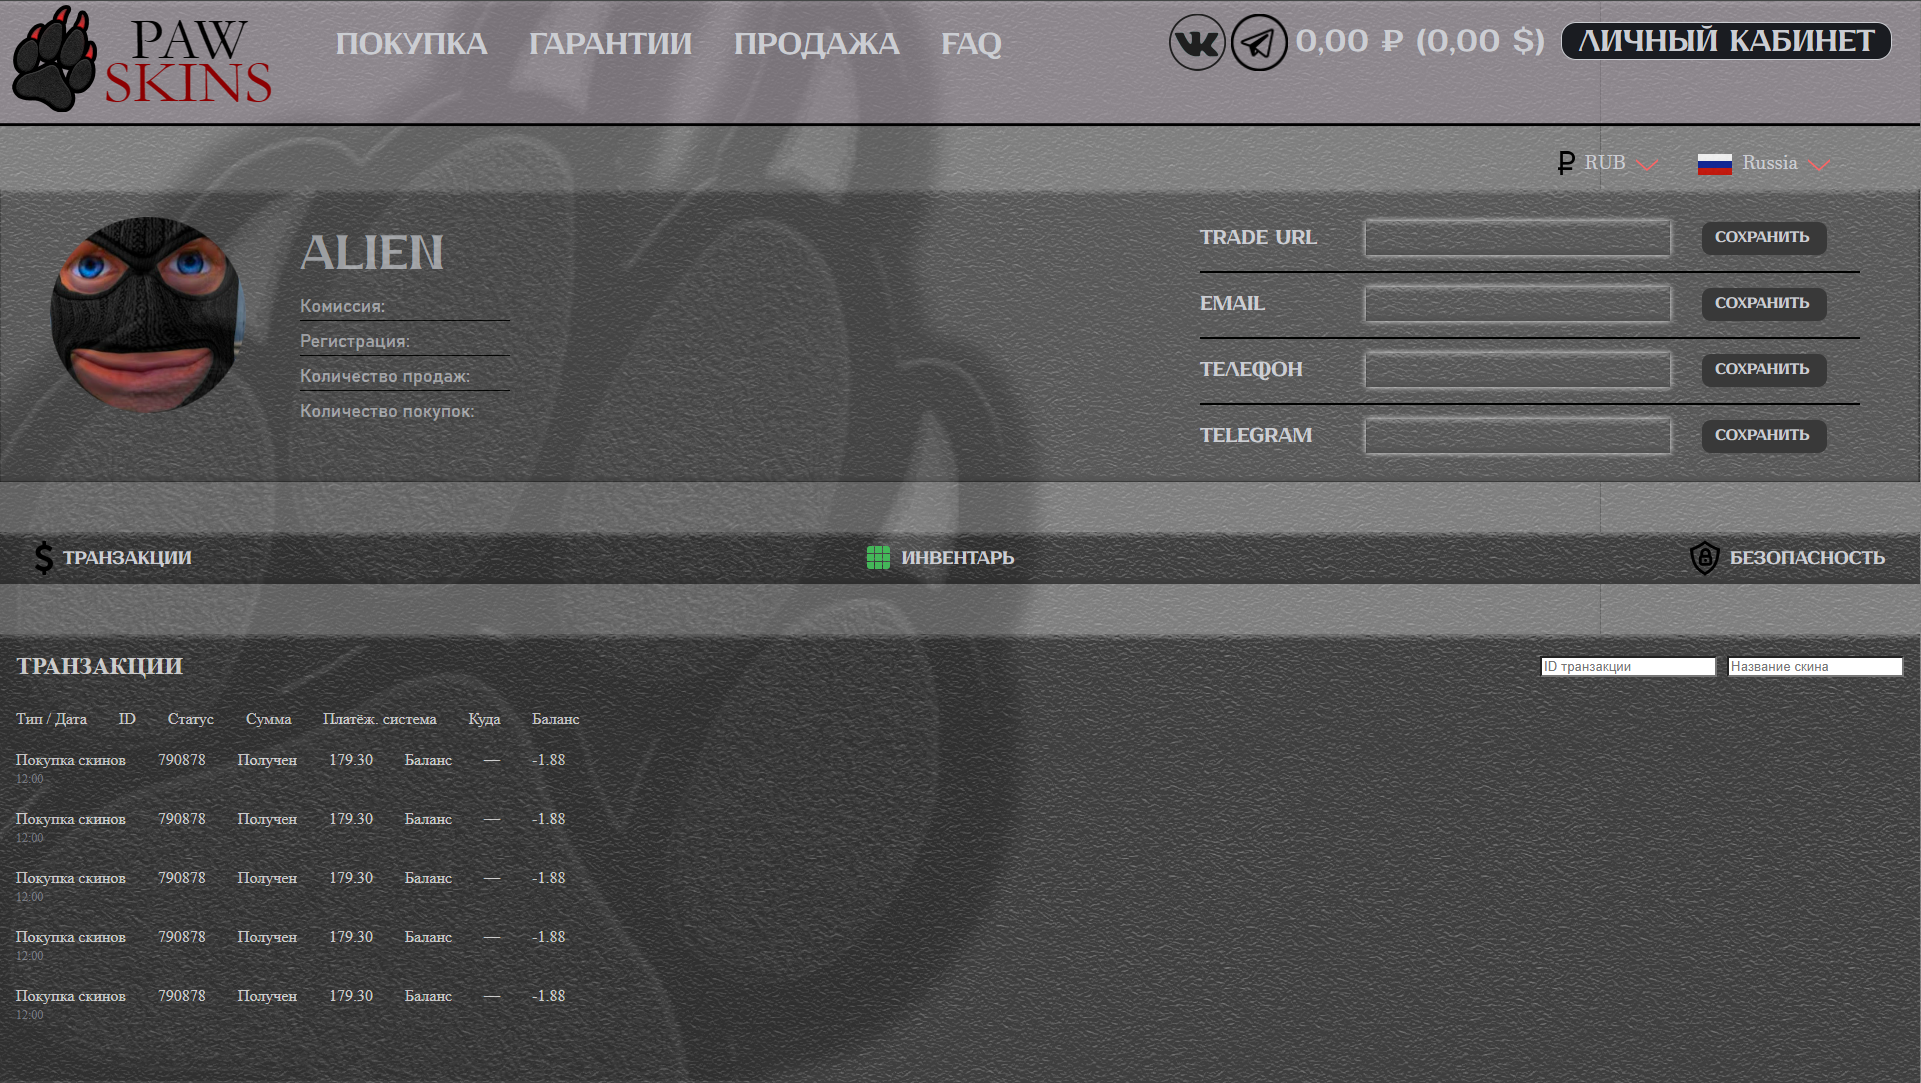 PAW
SKINS
ПОКУПКА ГАРАНТИИ ПРОДАЖА FAQ
0,00 ₽ (0,00 $) ЛИЧНЫЙ КАБИНЕТ
₽ RUB Russia
ALIEN
Комиссия:
Регистрация:
Количество продаж:
Количество покупок:
TRADE URL СОХРАНИТЬ
EMAIL СОХРАНИТЬ
ТЕЛЕФОН СОХРАНИТЬ
TELEGRAM СОХРАНИТЬ
$ ТРАНЗАКЦИИ ИНВЕНТАРЬ БЕЗОПАСНОСТЬ
ТРАНЗАКЦИИ ID транзакции Название скина
Тип / Дата ID Статус Сумма Платёж. система Куда Баланс
Покупка скинов 790878 Получен 179.30 Баланс — -1.88
12:00
Покупка скинов 790878 Получен 179.30 Баланс — -1.88
12:00
Покупка скинов 790878 Получен 179.30 Баланс — -1.88
12:00
Покупка скинов 790878 Получен 179.30 Баланс — -1.88
12:00
Покупка скинов 790878 Получен 179.30 Баланс — -1.88
12:00